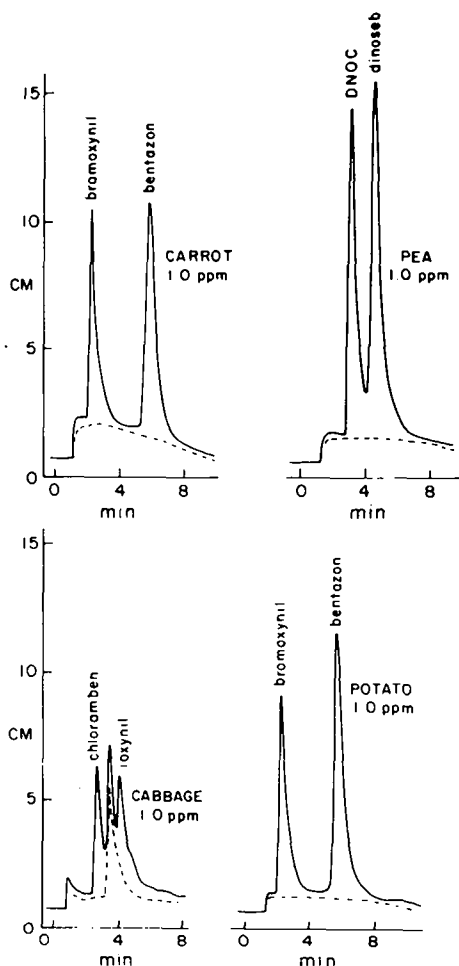 bromoxynil
bentazon
CARROT
1.0 ppm
15
10
CM
5
0
0
4
8
min
DNOC
dinoseb
PEA
1.0 ppm
0
4
8
min
chloramben
ioxynil
CABBAGE
1.0 ppm
15
10
CM
5
0
0
4
8
min
bromoxynil
bentazon
POTATO
1.0 ppm
0
4
8
min